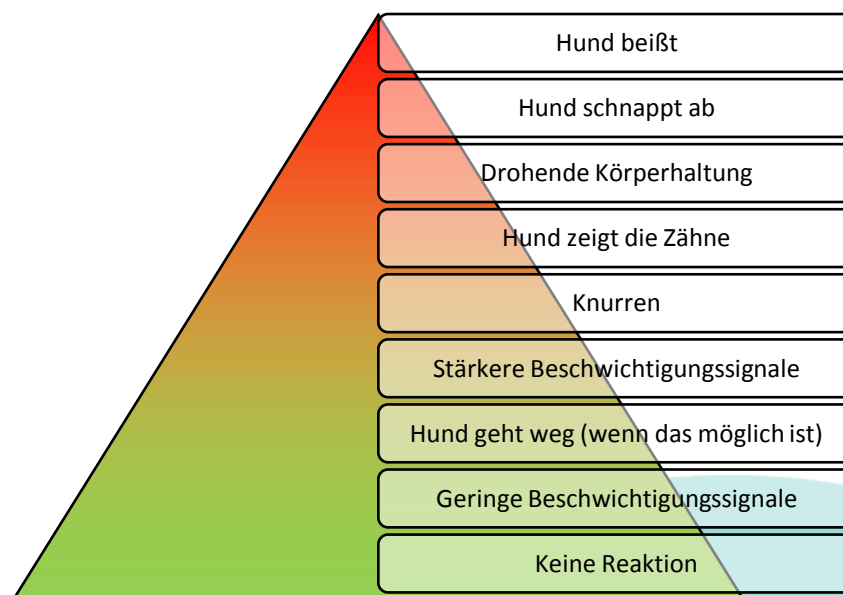 Hund beißt
Hund schnappt ab
Drohende Körperhaltung
Hund zeigt die Zähne
Knurren
Stärkere Beschwichtigungssignale
Hund geht weg (wenn das möglich ist)
Geringe Beschwichtigungssignale
Keine Reaktion